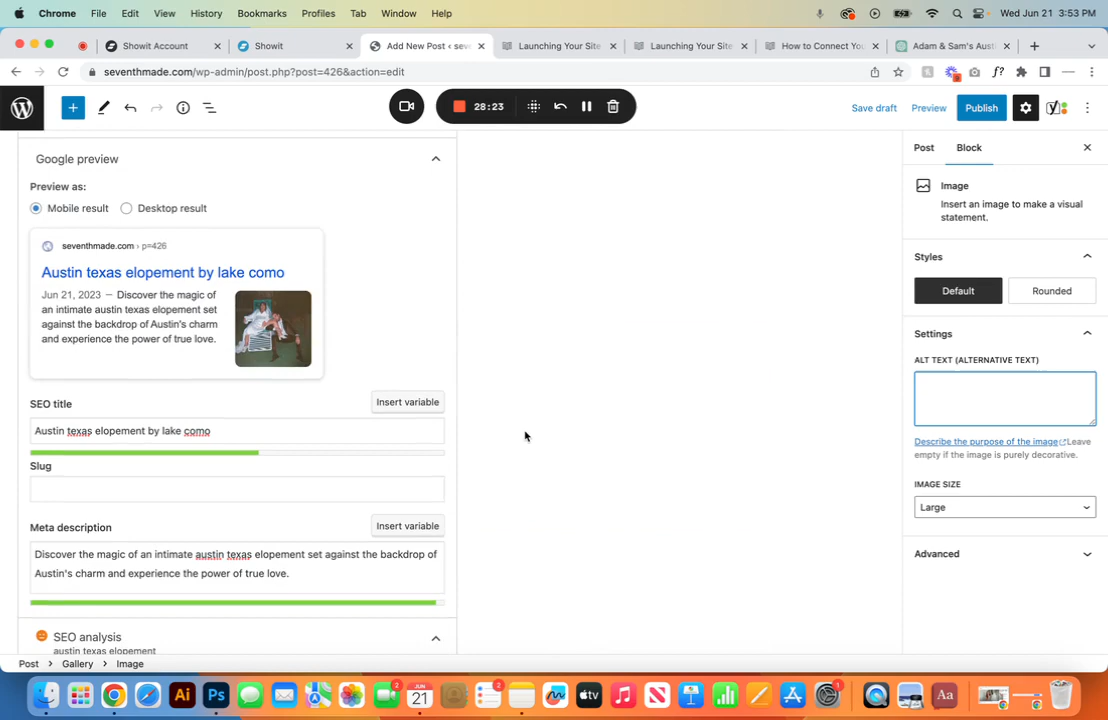 Chrome File Edit View History Bookmarks Profiles Tab Window Help Wed Jun 21 3:53 PM
Showit Account Showit Add New Post ‹ seve Launching Your Site Launching Your Site How to Connect You Adam & Sam's Aust
seventhmade.com/wp-admin/post.php?post=426&action=edit
28:23 Save draft Preview Publish
Google preview
Preview as:
Mobile result Desktop result
seventhmade.com › p=426
Austin texas elopement by lake como
Jun 21, 2023 — Discover the magic of
an intimate austin texas elopement set
against the backdrop of Austin's charm
and experience the power of true love.
SEO title
Insert variable
Austin texas elopement by lake como
Slug
Meta description
Insert variable
Discover the magic of an intimate austin texas elopement set against the backdrop of
Austin's charm and experience the power of true love.
SEO analysis
austin texas elopement
Post Block
Image
Insert an image to make a visual
statement.
Styles
Default Rounded
Settings
ALT TEXT (ALTERNATIVE TEXT)
Describe the purpose of the image Leave
empty if the image is purely decorative.
IMAGE SIZE
Large
Advanced
Post Gallery Image
Ai Ps tv Aa
2 JUN 21 2 1